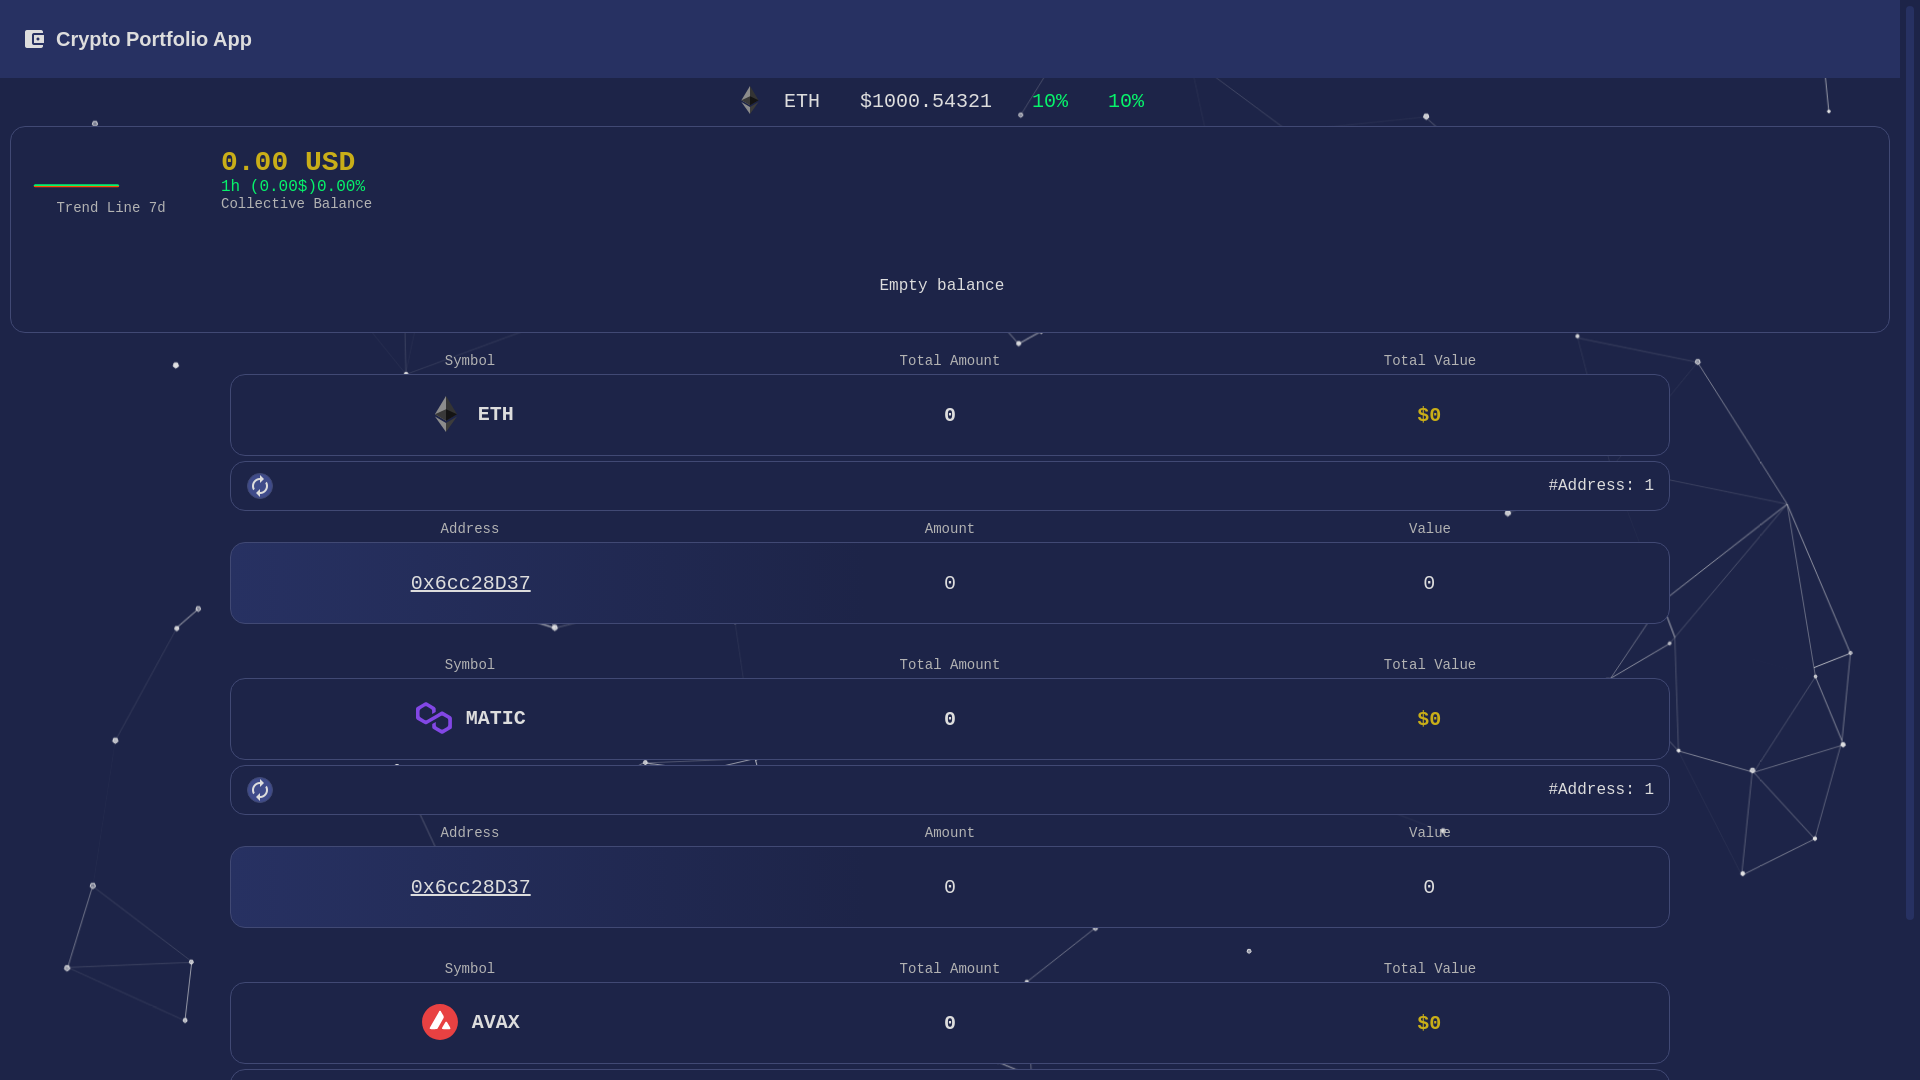 Crypto Portfolio App
ETH $1000.54321 10% 10%
0.00 USD
1h (0.00$)0.00%
Collective Balance
Trend Line 7d
Empty balance
Symbol Total Amount Total Value
ETH 0 $0
#Address: 1
Address Amount Value
0x6cc28D37 0 0
Symbol Total Amount Total Value
MATIC 0 $0
#Address: 1
Address Amount Value
0x6cc28D37 0 0
Symbol Total Amount Total Value
AVAX 0 $0